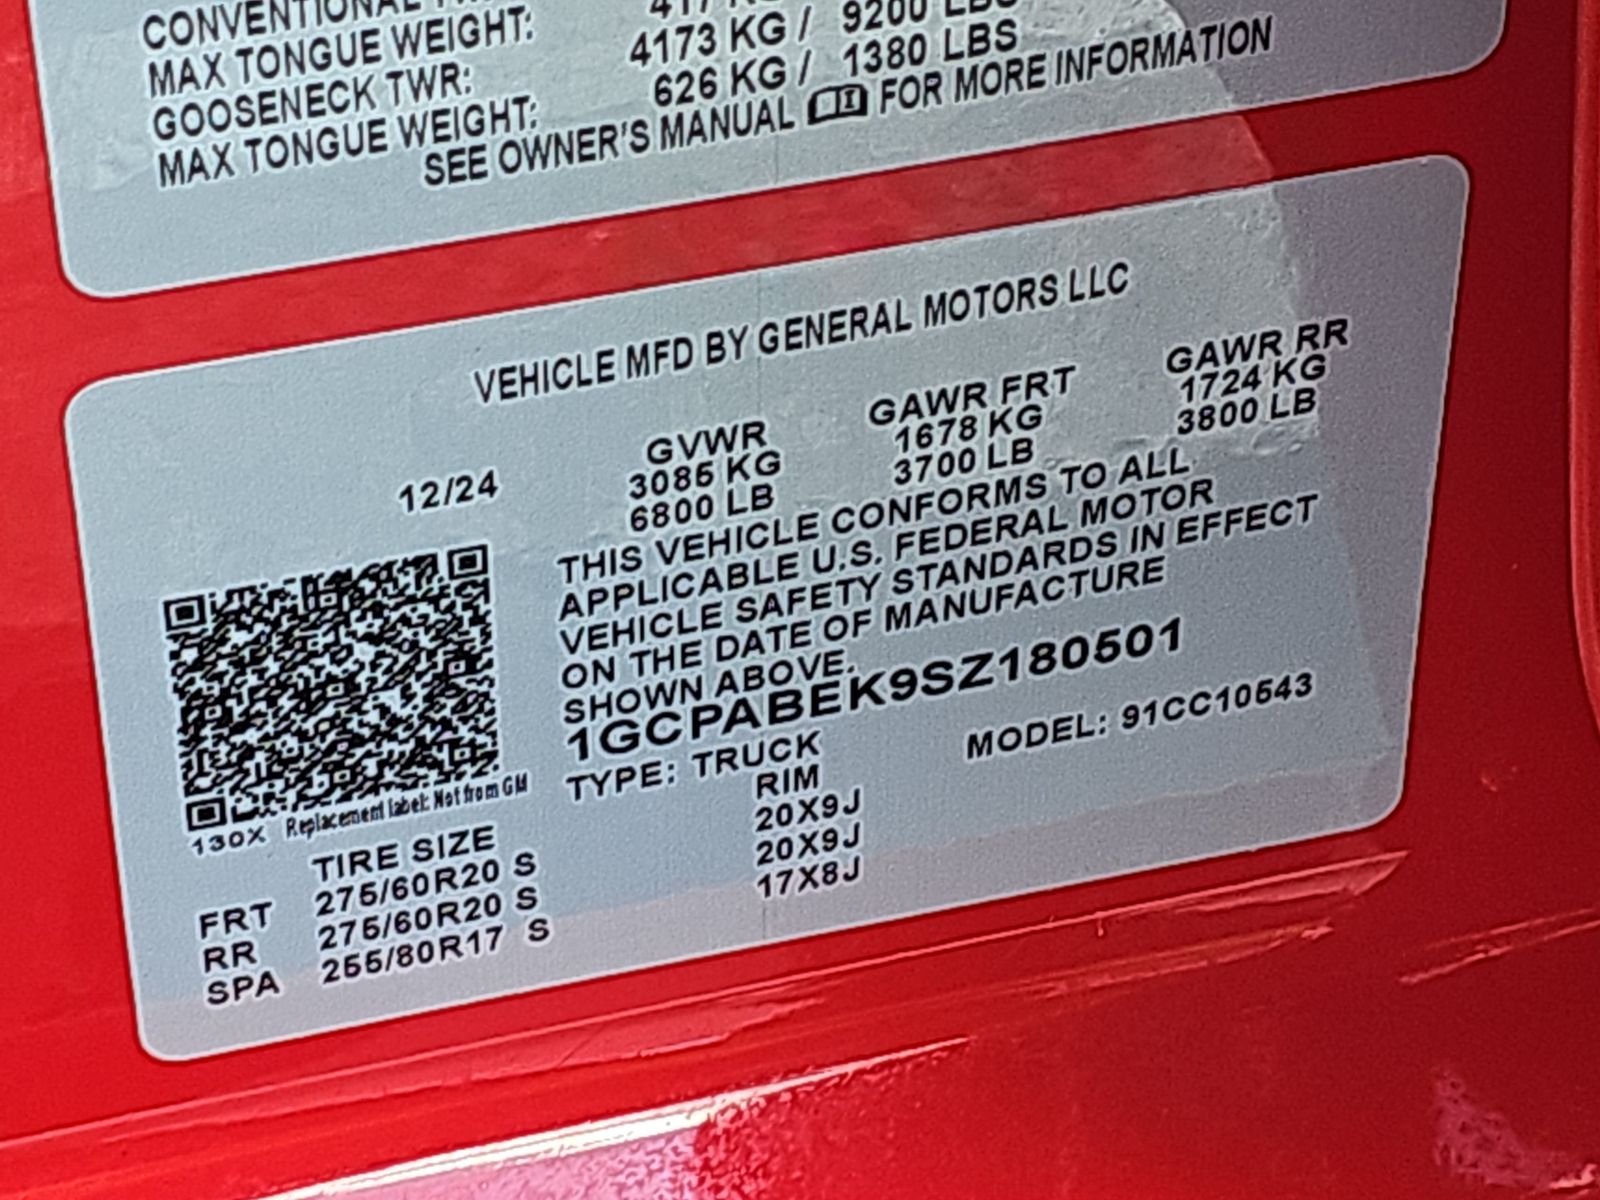 CONVENTIONAL
MAX TONGUE WEIGHT: 417 KG / 9200 LBS
GOOSENECK TWR: 4173 KG / 1380 LBS
MAX TONGUE WEIGHT: 626 KG /
SEE OWNER'S MANUAL FOR MORE INFORMATION
VEHICLE MFD BY GENERAL MOTORS LLC
12/24
GVWR GAWR FRT GAWR RR
3085 KG 1678 KG 1724 KG
6800 LB 3700 LB 3800 LB
THIS VEHICLE CONFORMS TO ALL
APPLICABLE U.S. FEDERAL MOTOR
VEHICLE SAFETY STANDARDS IN EFFECT
ON THE DATE OF MANUFACTURE
SHOWN ABOVE.
1GCPABEK9SZ180501
TYPE: TRUCK MODEL: 91CC10543
130X Replacement label: Not from GM
TIRE SIZE RIM
FRT 275/60R20 S 20X9J
RR 275/60R20 S 20X9J
SPA 255/80R17 S 17X8J